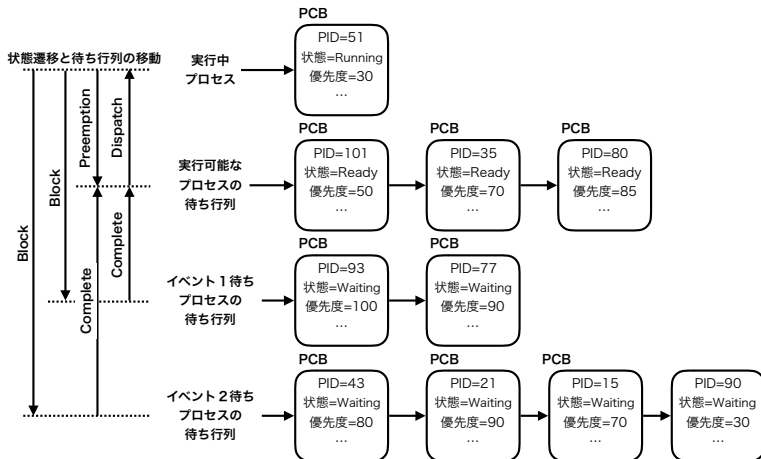 状態遷移と待ち行列の移動
Preemption
Dispatch
Block
Block
Complete
Complete
実行中
プロセス
PCB
PID=51
状態=Running
優先度=30
…
実行可能な
プロセスの
待ち行列
PCB
PID=101
状態=Ready
優先度=50
…
PCB
PID=35
状態=Ready
優先度=70
…
PCB
PID=80
状態=Ready
優先度=85
…
イベント1待ち
プロセスの
待ち行列
PCB
PID=93
状態=Waiting
優先度=100
…
PCB
PID=77
状態=Waiting
優先度=90
…
イベント2待ち
プロセスの
待ち行列
PCB
PID=43
状態=Waiting
優先度=80
…
PCB
PID=21
状態=Waiting
優先度=90
…
PCB
PID=15
状態=Waiting
優先度=70
…
PID=90
状態=Waiting
優先度=30
…